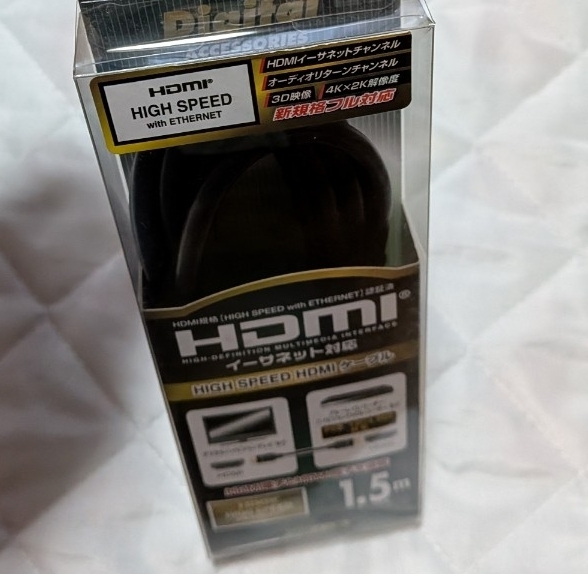 Digital
ACCESSORIES
HDMI
HIGH SPEED
with ETHERNET
HDMIイーサネットチャンネル
オーディオリターンチャンネル
3D映像 4K×2K解像度
新規格フル対応
HDMI規格[HIGH SPEED with ETHERNET]認証済
HDMI®
HIGH-DEFINITION MULTIMEDIA INTERFACE
イーサネット対応
HIGH SPEED HDMI ケーブル
1.5m